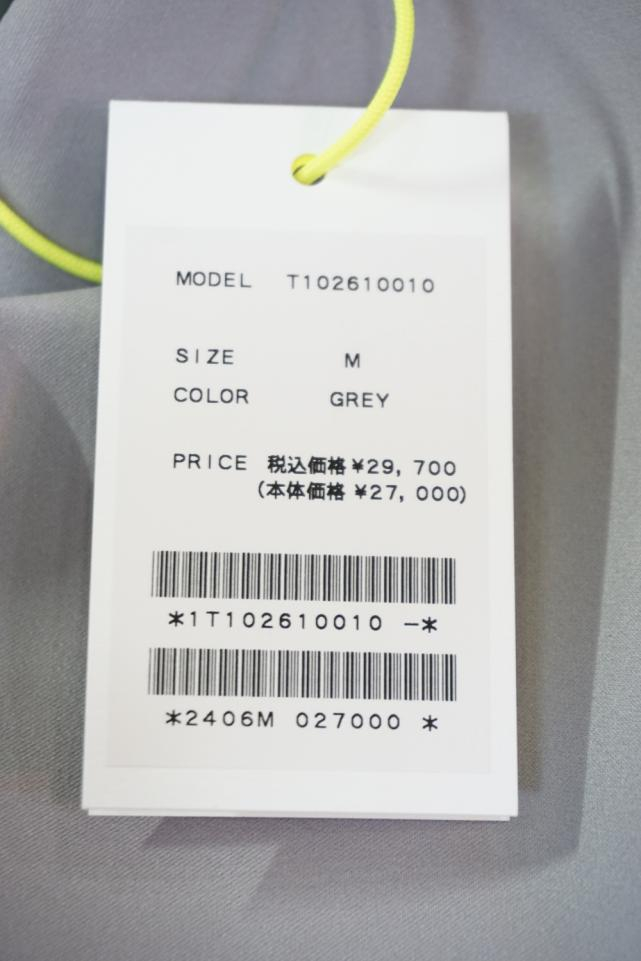 MODEL T102610010
SIZE M
COLOR GREY
PRICE 税込価格 ¥29,700
(本体価格 ¥27,000)
*1T102610010 -*
*2406M 027000 *